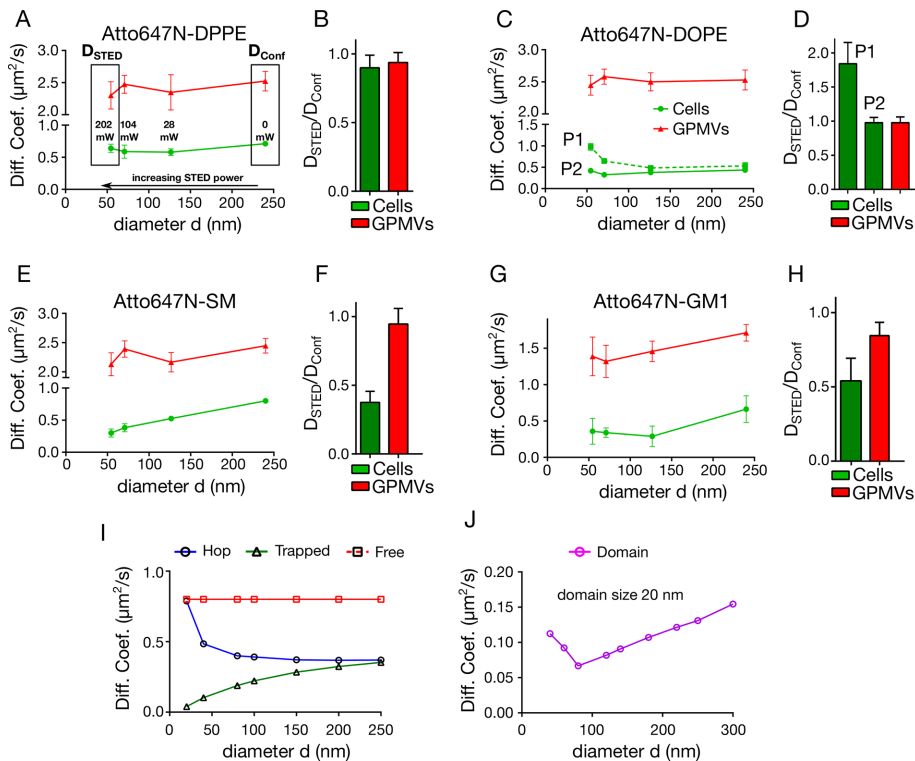 A
Atto647N-DPPE
Diff. Coef. (µm²/s)
3.0
2.5
2.0
1.0
0.5
0.0
D_STED
D_Conf
202 mW
104 mW
28 mW
0 mW
increasing STED power
0 50 100 150 200 250
diameter d (nm)
B
D_STED/D_Conf
1.0
0.5
0.0
Cells
GPMVs
C
Atto647N-DOPE
Diff. Coef. (µm²/s)
3.0
2.5
2.0
1.5
1.0
0.5
0.0
Cells
GPMVs
P1
P2
0 50 100 150 200 250
diameter d (nm)
D
D_STED/D_Conf
2.0
1.5
1.0
0.5
0.0
P1
P2
Cells
GPMVs
E
Atto647N-SM
Diff. Coef. (µm²/s)
3.0
2.5
2.0
1.0
0.5
0.0
0 50 100 150 200 250
diameter d (nm)
F
D_STED/D_Conf
1.0
0.5
0.0
Cells
GPMVs
G
Atto647N-GM1
Diff. Coef. (µm²/s)
1.5
1.0
0.5
0.0
0 50 100 150 200 250
diameter d (nm)
H
D_STED/D_Conf
1.0
0.5
0.0
Cells
GPMVs
I
Hop Trapped Free
Diff. Coef. (µm²/s)
1.0
0.5
0.0
0 50 100 150 200 250
diameter d (nm)
J
Domain
domain size 20 nm
Diff. Coef. (µm²/s)
0.20
0.15
0.10
0.05
0.00
0 100 200 300
diameter d (nm)